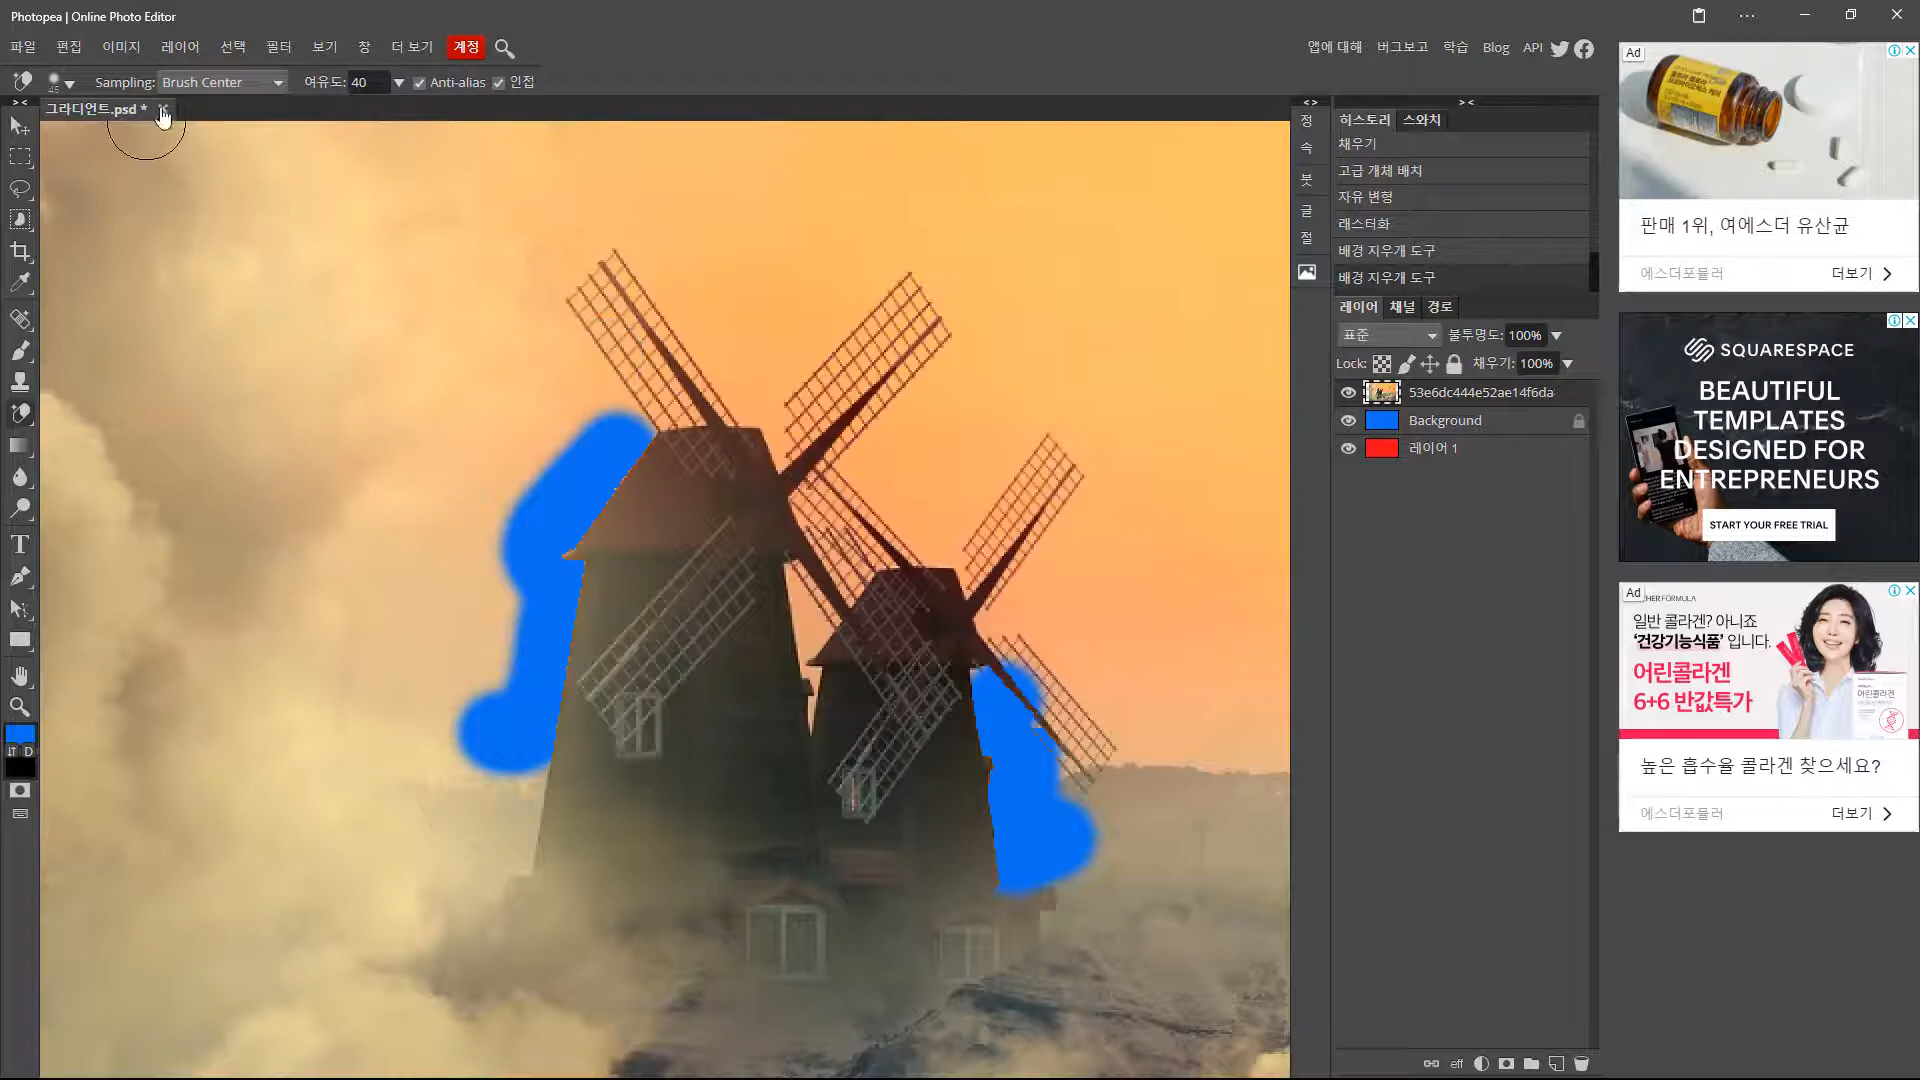 Photopea | Online Photo Editor
파일 편집 이미지 레이어 선택 필터 보기 창 더 보기 계정
앱에 대해 버그보고 학습 Blog API
45 Sampling: Brush Center 여유도: 40 Anti-alias 인접
그라디언트.psd *
정
속
붓
글
절
히스토리 스와치
채우기
고급 개체 배치
자유 변형
래스터화
배경 지우개 도구
배경 지우개 도구
레이어 채널 경로
표준 불투명도: 100%
Lock: 채우기: 100%
53e6dc444e52ae14f6da
Background
레이어 1
D
eff
Ad
판매 1위, 여에스더 유산균
에스더포뮬러 더보기
SQUARESPACE
BEAUTIFUL
TEMPLATES
DESIGNED FOR
ENTREPRENEURS
START YOUR FREE TRIAL
Ad
HER FORMULA
일반 콜라겐? 아니죠
'건강기능식품' 입니다.
어린콜라겐
6+6 반값특가
높은 흡수율 콜라겐 찾으세요?
에스더포뮬러 더보기